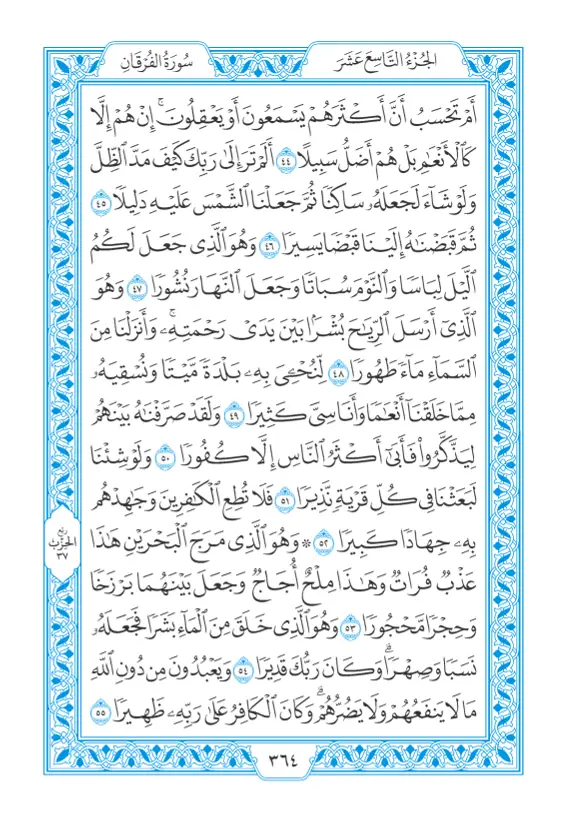 الجُزْءُ التَّاسِعَ عَشَرَ
سُورَةُ الفُرْقَانِ
أَمْ تَحْسَبُ أَنَّ أَكْثَرَهُمْ يَسْمَعُونَ أَوْ يَعْقِلُونَۚ إِنْ هُمْ إِلَّا
كَٱلْأَنْعَٰمِ بَلْ هُمْ أَضَلُّ سَبِيلًا ٤٤ أَلَمْ تَرَ إِلَىٰ رَبِّكَ كَيْفَ مَدَّ ٱلظِّلَّ
وَلَوْ شَآءَ لَجَعَلَهُۥ سَاكِنًا ثُمَّ جَعَلْنَا ٱلشَّمْسَ عَلَيْهِ دَلِيلًا ٤٥
ثُمَّ قَبَضْنَٰهُ إِلَيْنَا قَبْضًا يَسِيرًا ٤٦ وَهُوَ ٱلَّذِى جَعَلَ لَكُمُ
ٱلَّيْلَ لِبَاسًا وَٱلنَّوْمَ سُبَاتًا وَجَعَلَ ٱلنَّهَارَ نُشُورًا ٤٧ وَهُوَ
ٱلَّذِىٓ أَرْسَلَ ٱلرِّيَٰحَ بُشْرًۢا بَيْنَ يَدَىْ رَحْمَتِهِۦۚ وَأَنزَلْنَا مِنَ
ٱلسَّمَآءِ مَآءً طَهُورًا ٤٨ لِّنُحْـِۧىَ بِهِۦ بَلْدَةً مَّيْتًا وَنُسْقِيَهُۥ
مِمَّا خَلَقْنَآ أَنْعَٰمًا وَأَنَاسِىَّ كَثِيرًا ٤٩ وَلَقَدْ صَرَّفْنَٰهُ بَيْنَهُمْ
لِيَذَّكَّرُوا۟ فَأَبَىٰٓ أَكْثَرُ ٱلنَّاسِ إِلَّا كُفُورًا ٥٠ وَلَوْ شِئْنَا
لَبَعَثْنَا فِى كُلِّ قَرْيَةٍ نَّذِيرًا ٥١ فَلَا تُطِعِ ٱلْكَٰفِرِينَ وَجَٰهِدْهُم
بِهِۦ جِهَادًا كَبِيرًا ٥٢ ۞ وَهُوَ ٱلَّذِى مَرَجَ ٱلْبَحْرَيْنِ هَٰذَا
عَذْبٌ فُرَاتٌ وَهَٰذَا مِلْحٌ أُجَاجٌ وَجَعَلَ بَيْنَهُمَا بَرْزَخًا
وَحِجْرًا مَّحْجُورًا ٥٣ وَهُوَ ٱلَّذِى خَلَقَ مِنَ ٱلْمَآءِ بَشَرًا فَجَعَلَهُۥ
نَسَبًا وَصِهْرًاۗ وَكَانَ رَبُّكَ قَدِيرًا ٥٤ وَيَعْبُدُونَ مِن دُونِ ٱللَّهِ
مَا لَا يَنفَعُهُمْ وَلَا يَضُرُّهُمْۗ وَكَانَ ٱلْكَافِرُ عَلَىٰ رَبِّهِۦ ظَهِيرًا ٥٥
ربع
الحزب
٣٧
٣٦٤